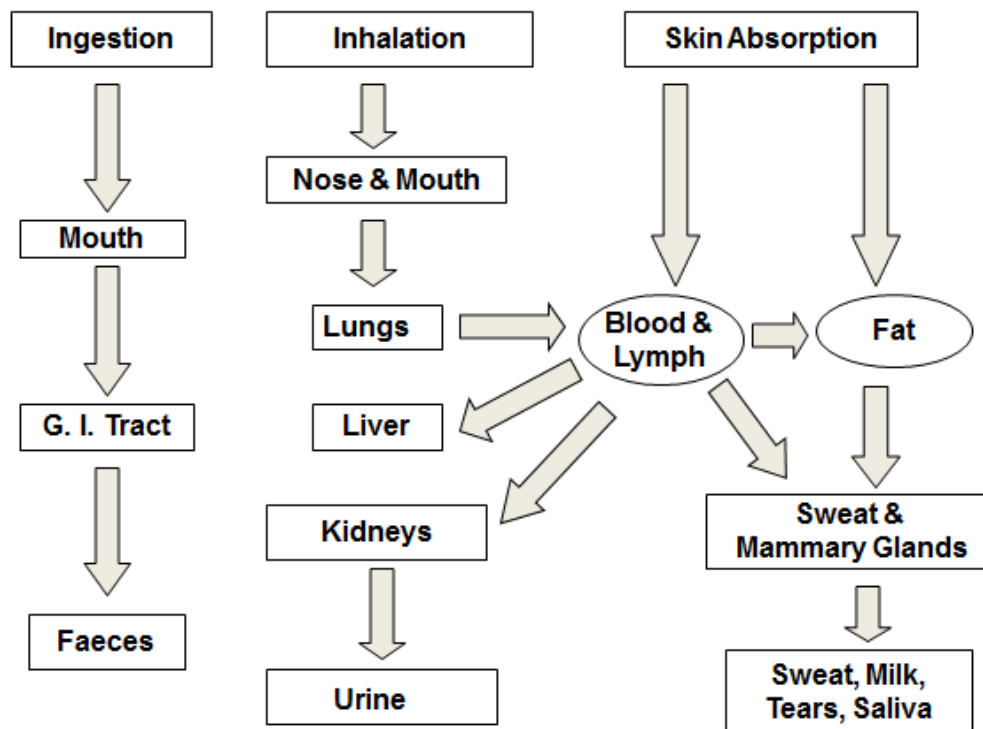 Ingestion
Inhalation
Skin Absorption
Nose & Mouth
Mouth
Lungs
Blood &
Lymph
Fat
G. I. Tract
Liver
Kidneys
Sweat &
Mammary Glands
Faeces
Urine
Sweat, Milk,
Tears, Saliva